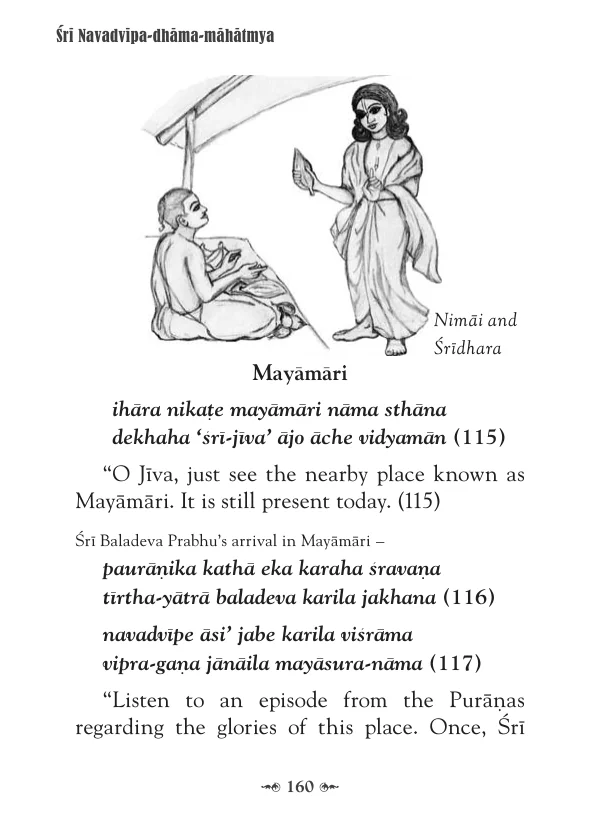 Śrī Navadvīpa-dhāma-māhātmya
Nimāi and
Śrīdhara
Mayāmāri
ihāra nikaṭe mayāmāri nāma sthāna
dekhaha ‘śrī-jīva’ ājo āche vidyamān (115)
“O Jīva, just see the nearby place known as
Mayāmāri. It is still present today. (115)
Śrī Baladeva Prabhu’s arrival in Mayāmāri –
paurāṇika kathā eka karaha śravaṇa
tīrtha-yātrā baladeva karila jakhana (116)
navadvīpe āsi’ jabe karila viśrāma
vipra-gaṇa jānāila mayāsura-nāma (117)
“Listen to an episode from the Purāṇas
regarding the glories of this place. Once, Śrī
160